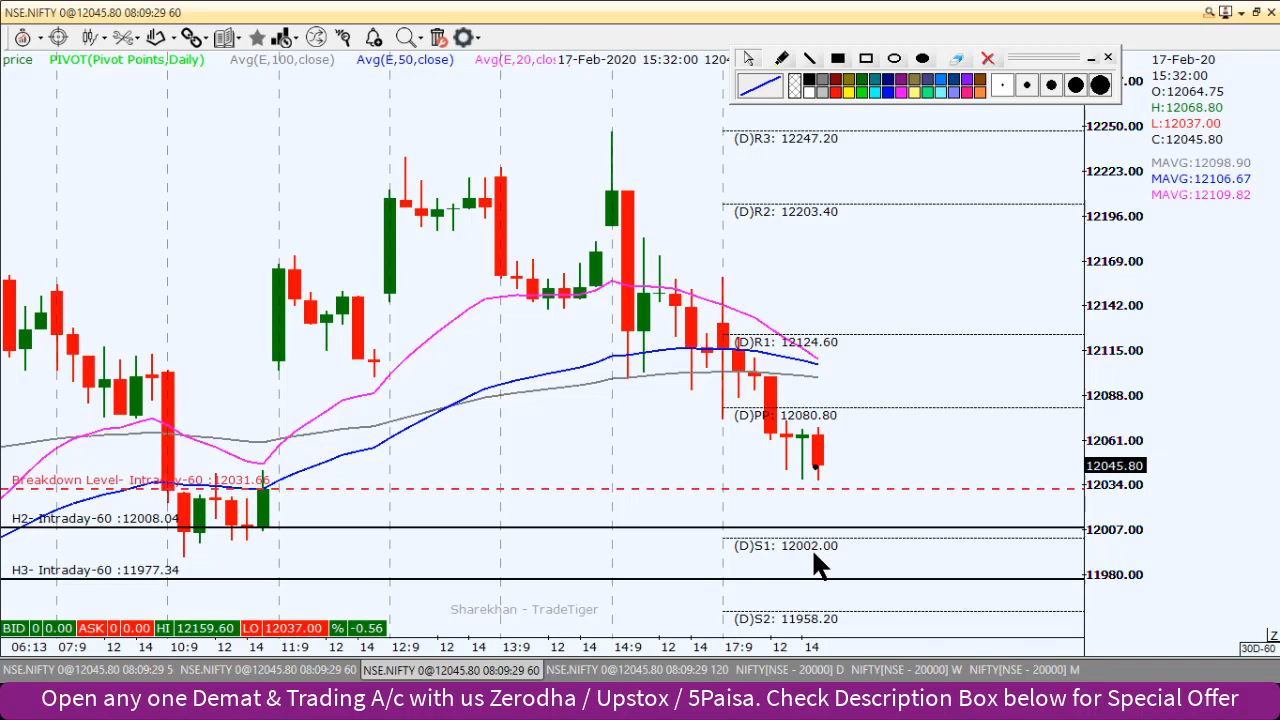 NSE.NIFTY 0@12045.80 08:09:29 60
price PIVOT(Pivot Points,Daily) Avg(E,100,close) Avg(E,50,close) Avg(E,20,clos 17-Feb-2020 15:32:00 1204
17-Feb-20
15:32:00
O:12064.75
H:12068.80
L:12037.00
C:12045.80
MAVG:12098.90
MAVG:12106.67
MAVG:12109.82
12250.00
12223.00
12196.00
12169.00
12142.00
12115.00
12088.00
12061.00
12045.80
12034.00
12007.00
11980.00
(D)R3: 12247.20
(D)R2: 12203.40
(D)R1: 12124.60
(D)PP: 12080.80
Breakdown Level- Intraday-60 :12031.66
H2- Intraday-60 :12008.04
(D)S1: 12002.00
H3- Intraday-60 :11977.34
Sharekhan - TradeTiger
(D)S2: 11958.20
BID 0 0.00 ASK 0 0.00 HI 12159.60 LO 12037.00 % -0.56
06:13 07:9 12 14 10:9 12 14 11:9 12 14 12:9 12 14 13:9 12 14 14:9 12 14 17:9 12 14
Z
30D-60
NSE.NIFTY 0@12045.80 08:09:29 5 NSE.NIFTY 0@12045.80 08:09:29 60 NSE.NIFTY 0@12045.80 08:09:29 60 NSE.NIFTY 0@12045.80 08:09:29 120 NIFTY[NSE - 20000] D NIFTY[NSE - 20000] W NIFTY[NSE - 20000] M
Open any one Demat & Trading A/c with us Zerodha / Upstox / 5Paisa. Check Description Box below for Special Offer